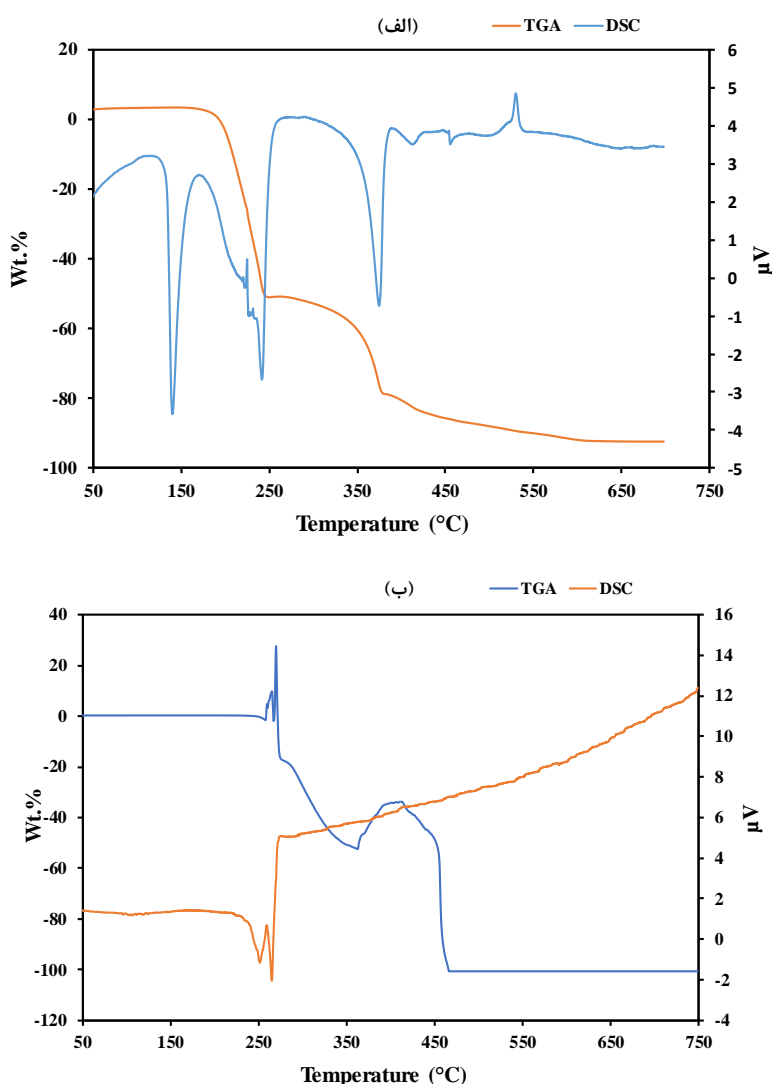 (الف) TGA DSC
20 6
0 5
-20 4
-40 3
-60 2
-80 1
-100 0
-1
-2
-3
-4
-5
Wt.%
µV
50 150 250 350 450 550 650 750
Temperature (°C)
(ب) TGA DSC
40 16
20 14
0 12
-20 10
-40 8
-60 6
-80 4
-100 2
-120 0
-2
-4
Wt.%
µV
50 150 250 350 450 550 650 750
Temperature (°C)